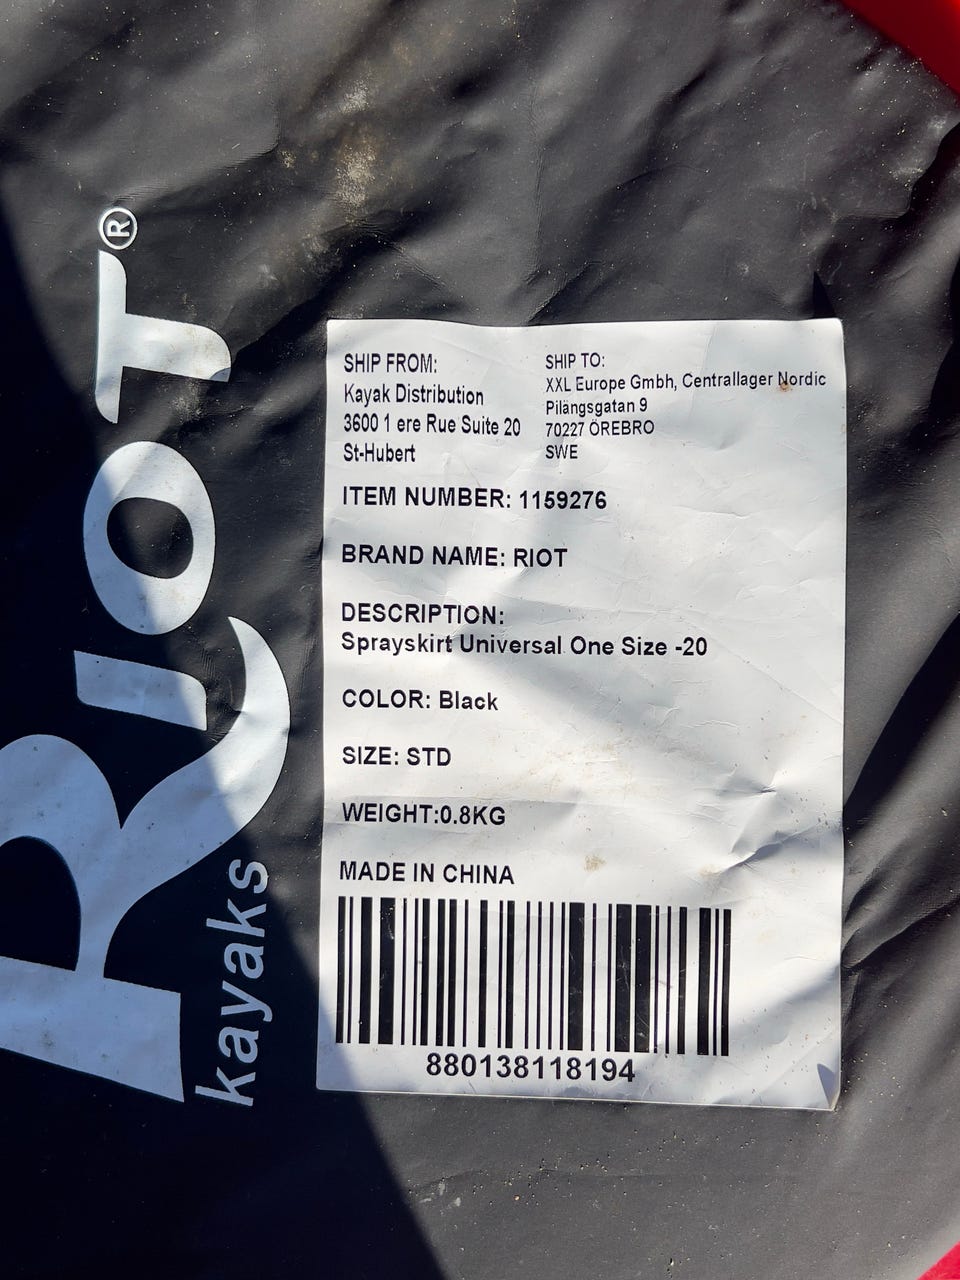 RIOT®
kayaks
SHIP FROM:
Kayak Distribution
3600 1 ere Rue Suite 20
St-Hubert
SHIP TO:
XXL Europe Gmbh, Centrallager Nordic
Pilängsgatan 9
70227 ÖREBRO
SWE
ITEM NUMBER: 1159276
BRAND NAME: RIOT
DESCRIPTION:
Sprayskirt Universal One Size -20
COLOR: Black
SIZE: STD
WEIGHT:0.8KG
MADE IN CHINA
880138118194